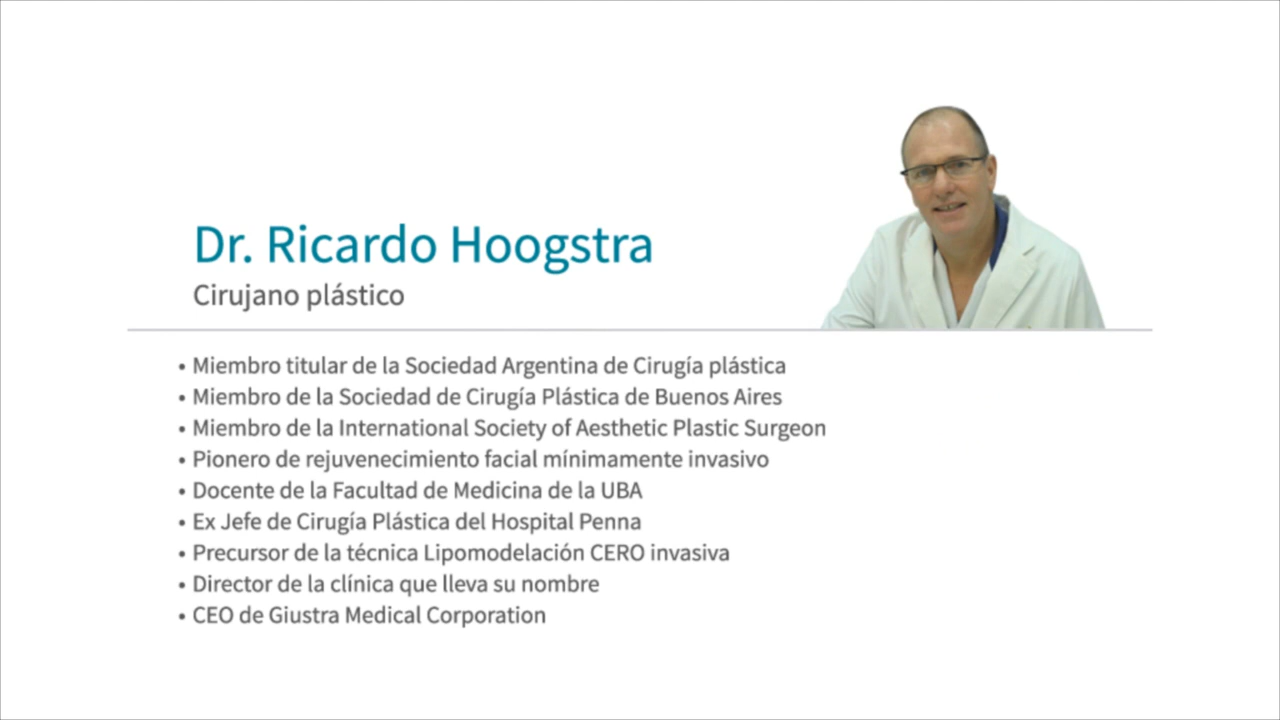 Dr. Ricardo Hoogstra
Cirujano plástico
• Miembro titular de la Sociedad Argentina de Cirugía plástica
• Miembro de la Sociedad de Cirugía Plástica de Buenos Aires
• Miembro de la International Society of Aesthetic Plastic Surgeon
• Pionero de rejuvenecimiento facial mínimamente invasivo
• Docente de la Facultad de Medicina de la UBA
• Ex Jefe de Cirugía Plástica del Hospital Penna
• Precursor de la técnica Lipomodelación CERO invasiva
• Director de la clínica que lleva su nombre
• CEO de Giustra Medical Corporation